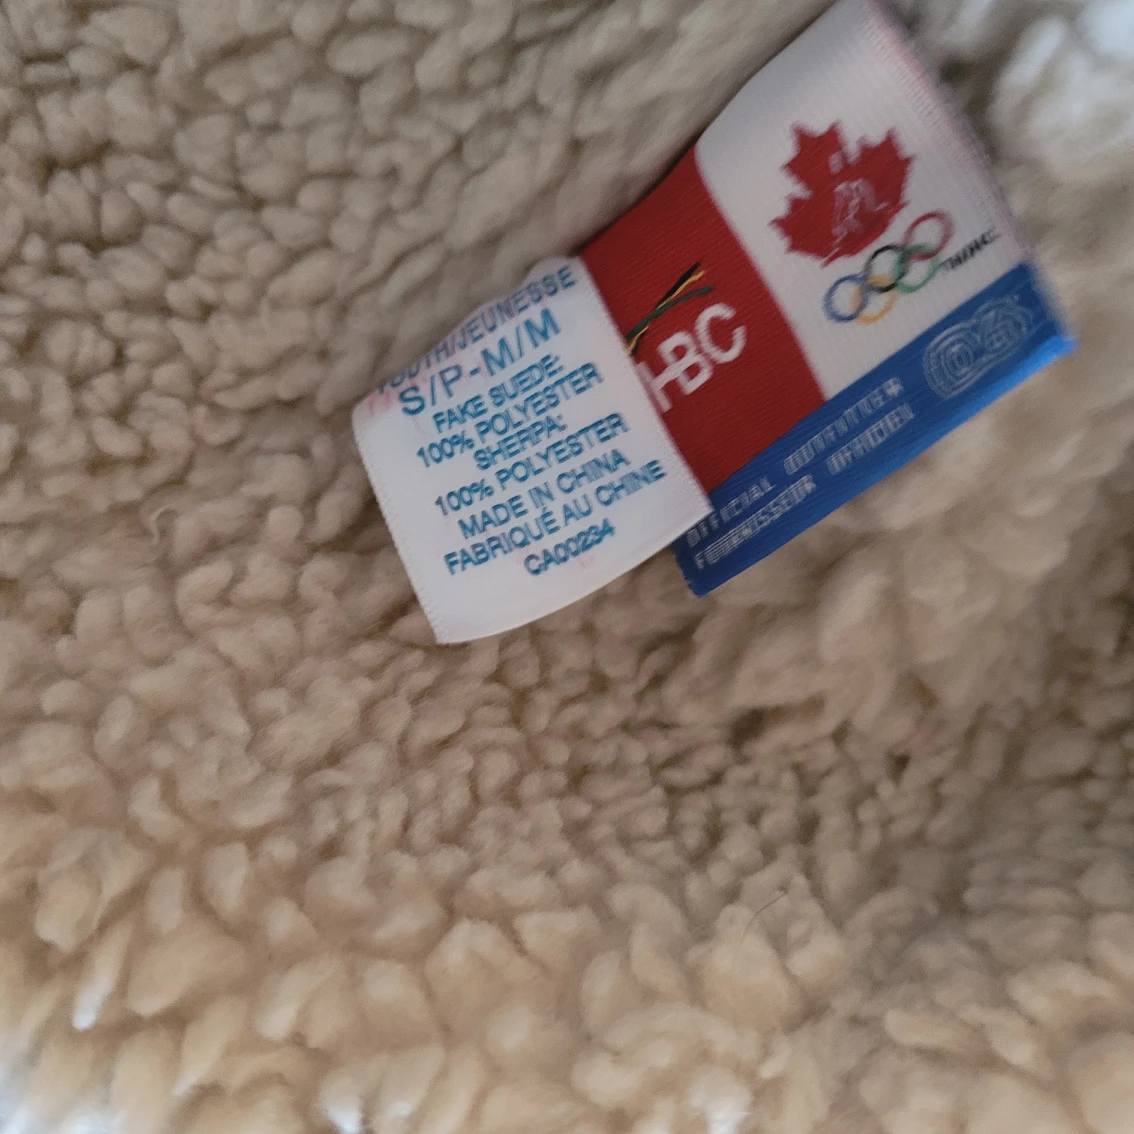 YOUTH/JEUNESSE
S/P-M/M
FAKE SUEDE:
100% POLYESTER
SHERPA:
100% POLYESTER
MADE IN CHINA
FABRIQUÉ AU CHINE
CA00234
HBC
OFFICIAL OUTFITTER
FOURNISSEUR OFFICIEL